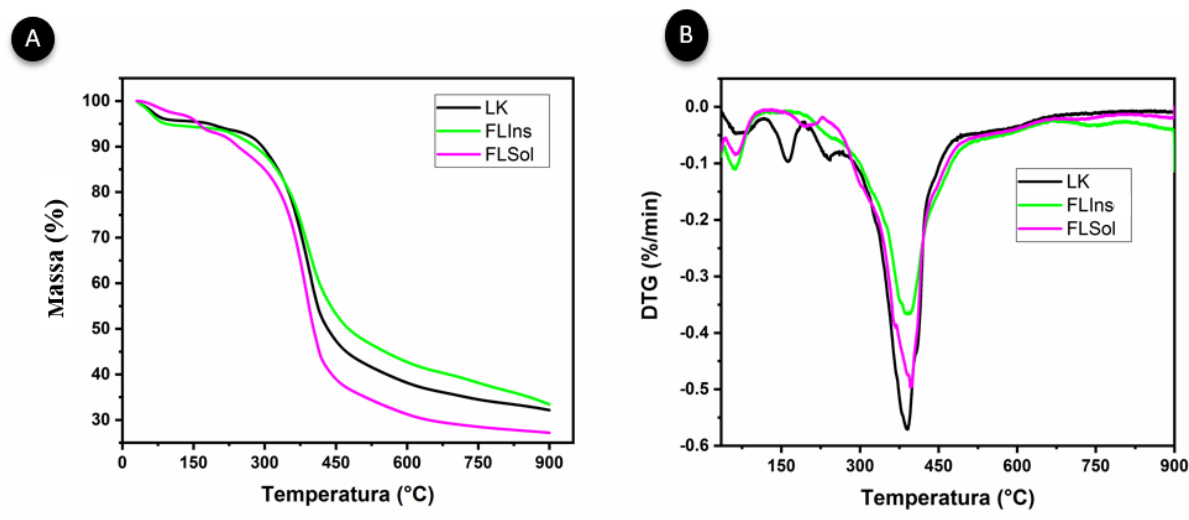 A
100
90
80
70
60
50
40
30
0
150
300
450
600
750
900
Massa (%)
Temperatura (°C)
LK
FLIns
FLSol
B
0.0
-0.1
-0.2
-0.3
-0.4
-0.5
-0.6
150
300
450
600
750
900
DTG (%/min)
Temperatura (°C)
LK
FLIns
FLSol